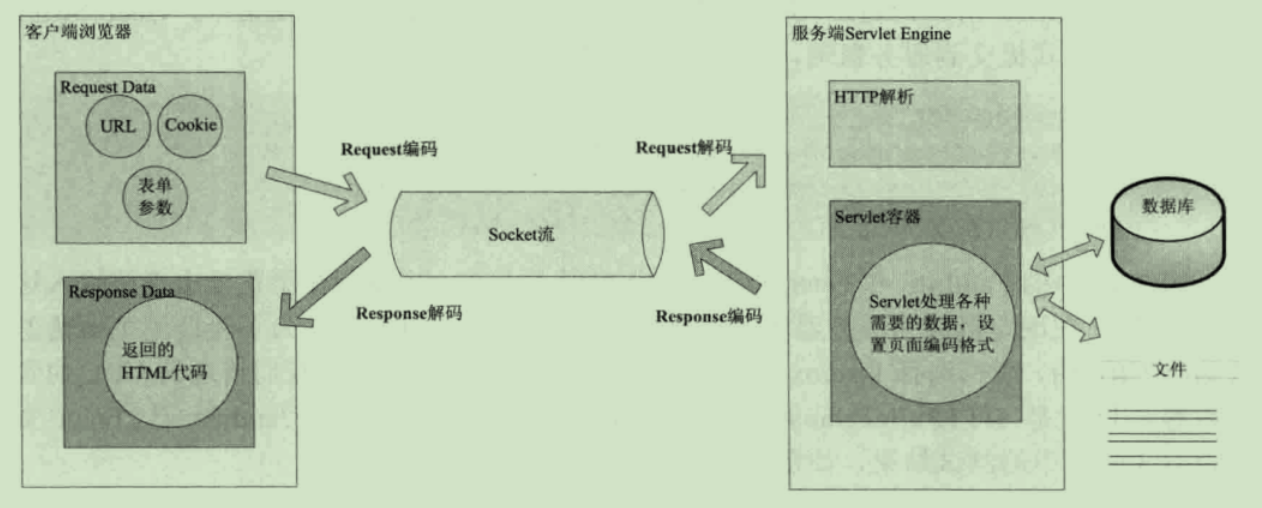 客户端浏览器
Request Data
URL
Cookie
表单
参数
Response Data
返回的
HTML代码
Request编码
Response解码
Socket流
Request解码
Response编码
服务端Servlet Engine
HTTP解析
Servlet容器
Servlet处理各种
需要的数据，设
置页面编码格式
数据库
文件